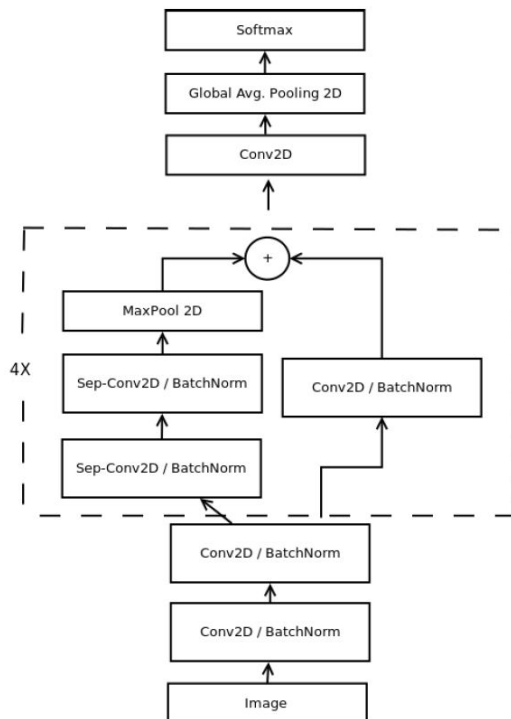 Softmax
Global Avg. Pooling 2D
Conv2D
+
MaxPool 2D
4X
Sep-Conv2D / BatchNorm
Conv2D / BatchNorm
Sep-Conv2D / BatchNorm
Conv2D / BatchNorm
Conv2D / BatchNorm
Image